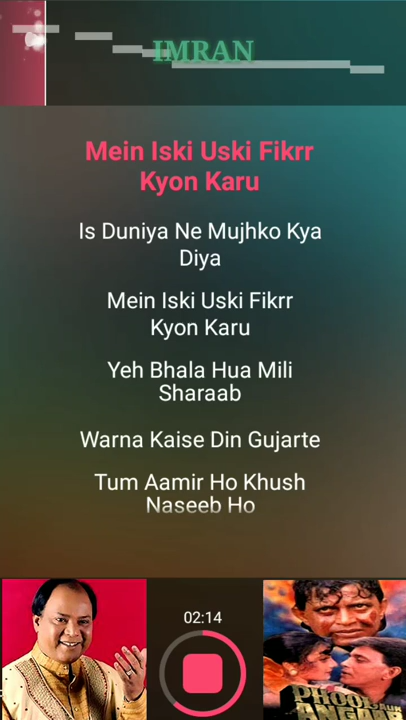 IMRAN
Mein Iski Uski Fikrr
Kyon Karu
Is Duniya Ne Mujhko Kya
Diya
Mein Iski Uski Fikrr
Kyon Karu
Yeh Bhala Hua Mili
Sharaab
Warna Kaise Din Gujarte
Tum Aamir Ho Khush
Naseeb Ho
02:14
PHOOL